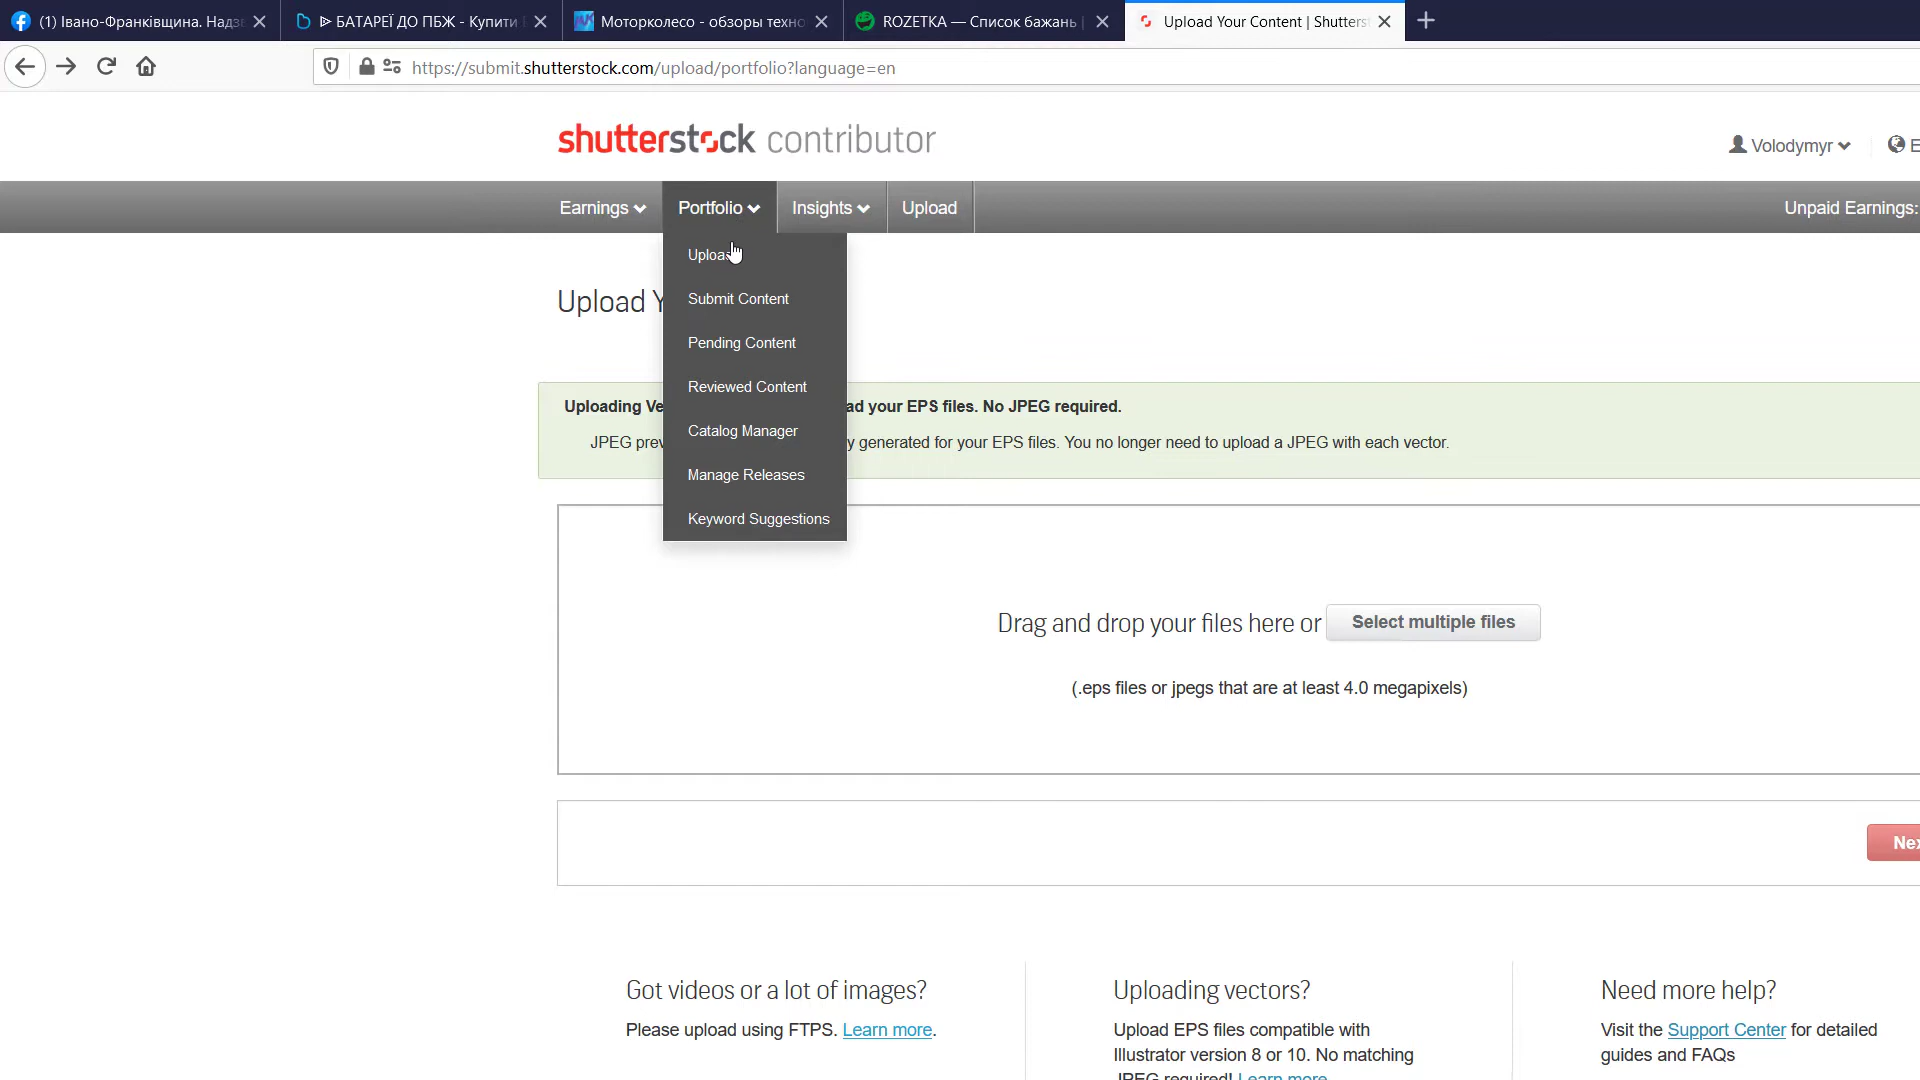 (1) Івано-Франківщина. Надз
ᐈ БАТАРЕЇ ДО ПБЖ - Купити
Моторколесо - обзоры техно
ROZETKA — Список бажань |
Upload Your Content | Shutterst
https://submit.shutterstock.com/upload/portfolio?language=en
shutterstock contributor
Volodymyr
E
Earnings
Portfolio
Insights
Upload
Unpaid Earnings:
Submit Content
Pending Content
Reviewed Content
Catalog Manager
Manage Releases
Keyword Suggestions
Upload Y
Uploading Ve
ad your EPS files. No JPEG required.
JPEG prev
y generated for your EPS files. You no longer need to upload a JPEG with each vector.
Drag and drop your files here or
Select multiple files
(.eps files or jpegs that are at least 4.0 megapixels)
Nex
Got videos or a lot of images?
Please upload using FTPS. Learn more.
Uploading vectors?
Upload EPS files compatible with
Illustrator version 8 or 10. No matching
JPEG required! Learn more
Need more help?
Visit the Support Center for detailed
guides and FAQs